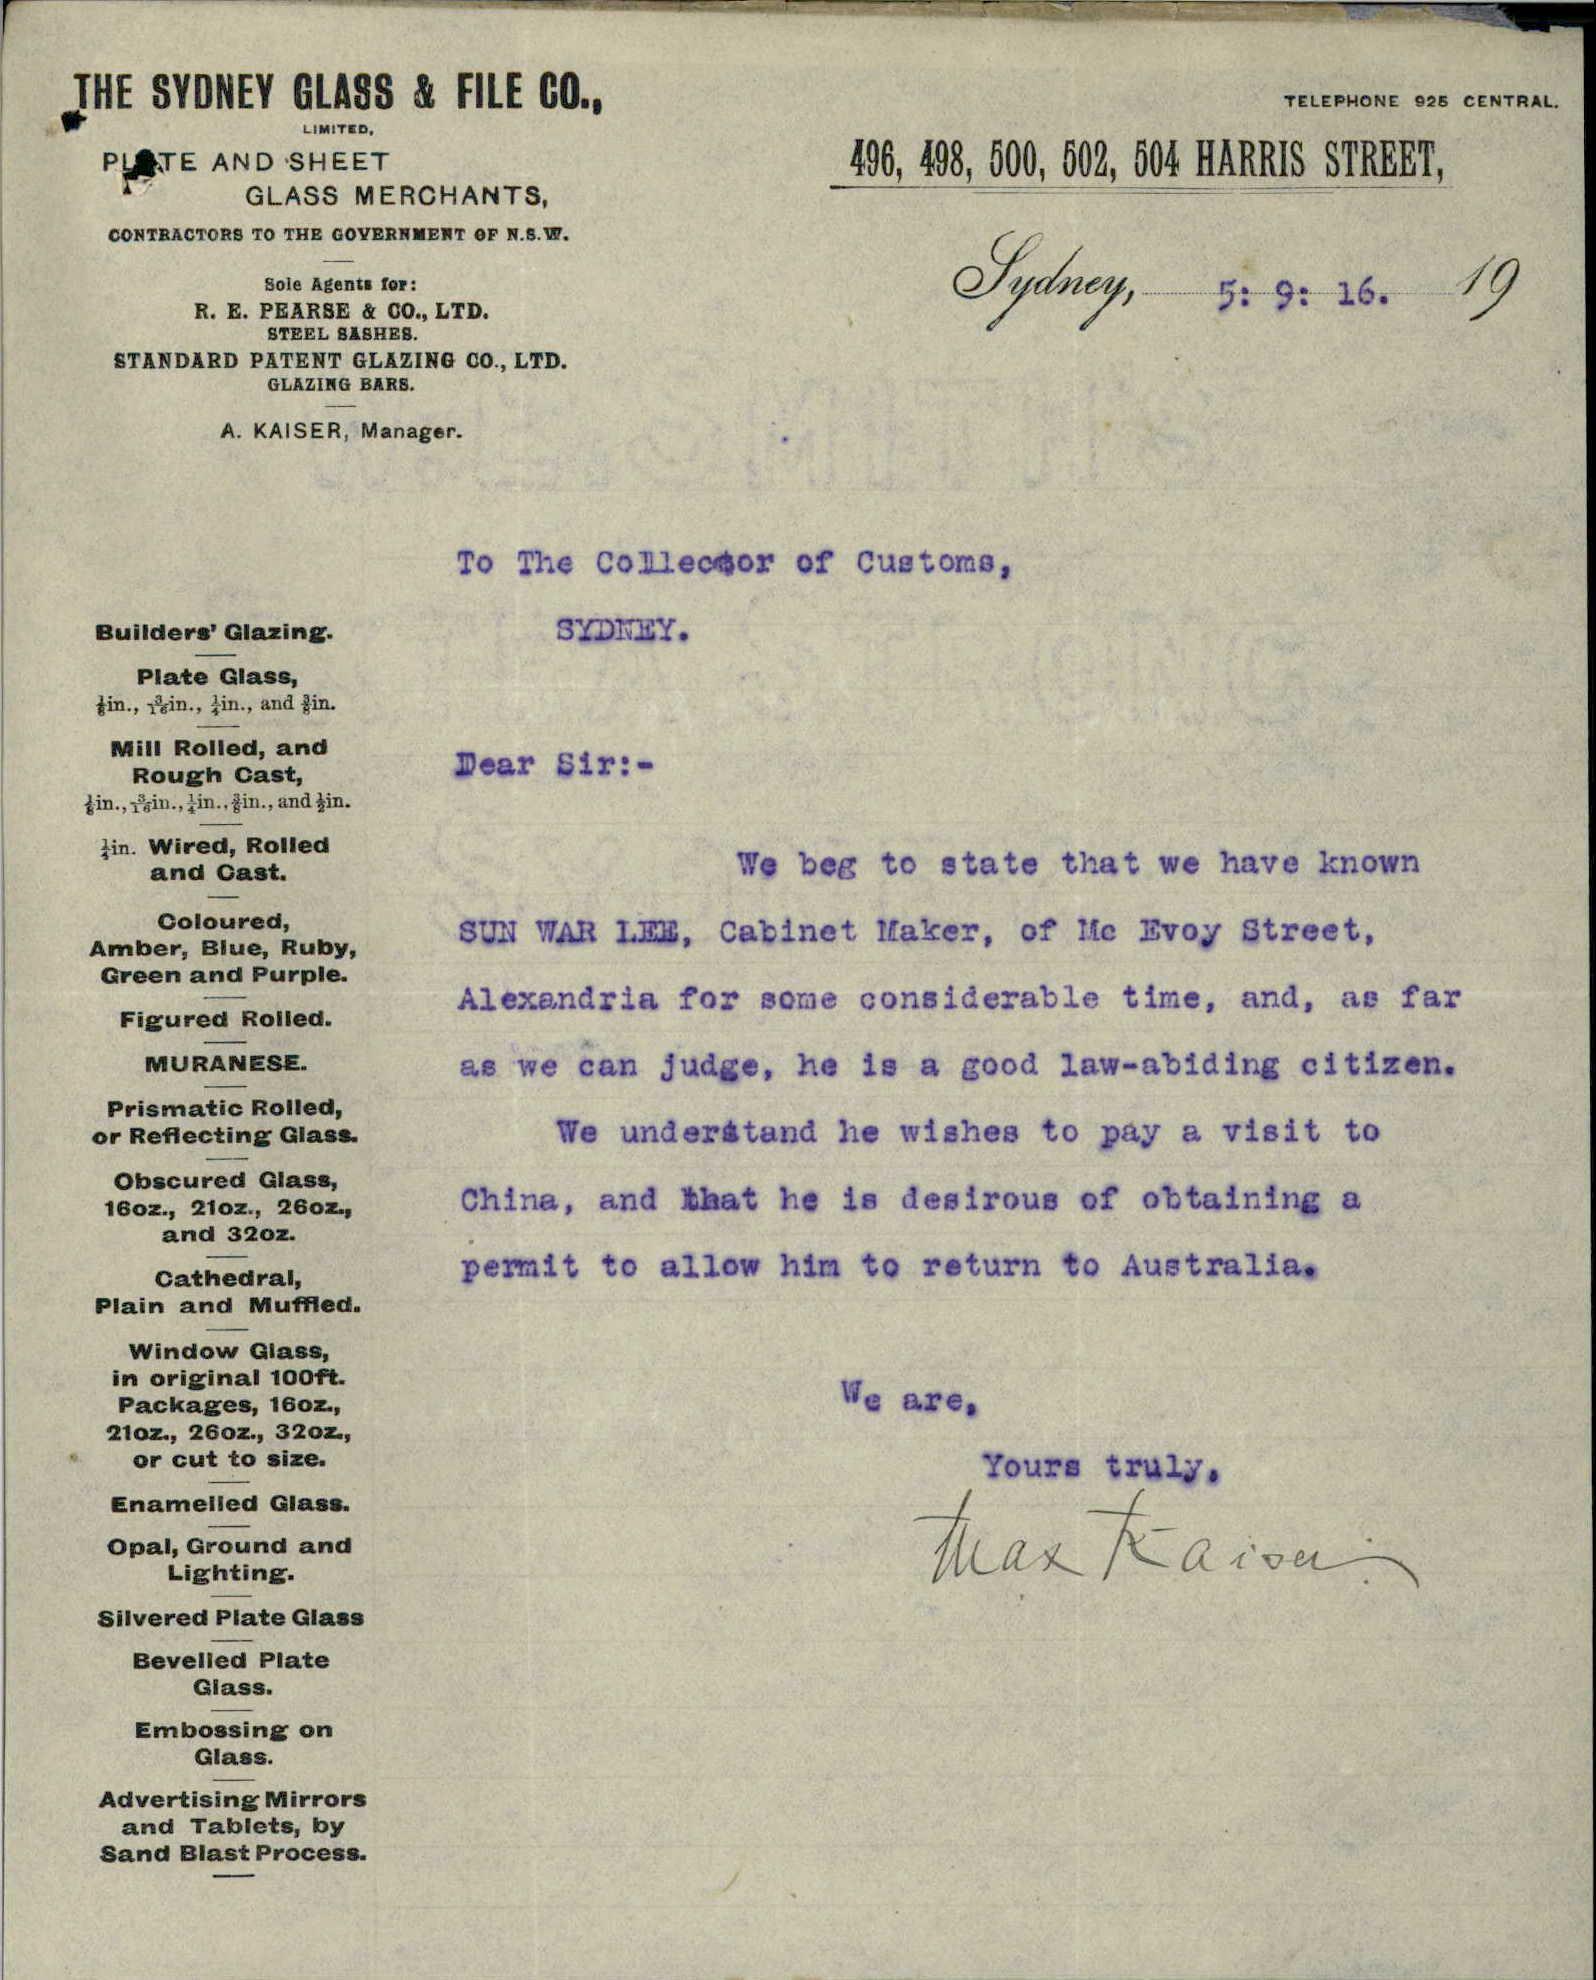 THE SYDNEY GLASS & FILE CO.,
LIMITED,
PLATE AND SHEET
GLASS MERCHANTS,
CONTRACTORS TO THE GOVERNMENT OF N.S.W.
Sole Agents for:
R. E. PEARSE & CO., LTD.
STEEL SASHES.
STANDARD PATENT GLAZING CO., LTD.
GLAZING BARS.
A. KAISER, Manager.
TELEPHONE 925 CENTRAL.
496, 498, 500, 502, 504 HARRIS STREET,
Sydney, 5: 9: 16. 19
To The Collector of Customs,
SYDNEY.
Dear Sir:-
We beg to state that we have known
SUN WAR LEE, Cabinet Maker, of Mc Evoy Street,
Alexandria for some considerable time, and, as far
as we can judge, he is a good law-abiding citizen.
We understand he wishes to pay a visit to
China, and that he is desirous of obtaining a
permit to allow him to return to Australia.
We are,
Yours truly,
Max Kaiser
Builders' Glazing.
Plate Glass,
⅛in., 3/16in., ¼in., and ⅜in.
Mill Rolled, and
Rough Cast,
⅛in., 3/16in., ¼in., ⅜in., and ½in.
¼in. Wired, Rolled
and Cast.
Coloured,
Amber, Blue, Ruby,
Green and Purple.
Figured Rolled.
MURANESE.
Prismatic Rolled,
or Reflecting Glass.
Obscured Glass,
16oz., 21oz., 26oz.,
and 32oz.
Cathedral,
Plain and Muffled.
Window Glass,
in original 100ft.
Packages, 16oz.,
21oz., 26oz., 32oz.,
or cut to size.
Enamelled Glass.
Opal, Ground and
Lighting.
Silvered Plate Glass
Bevelled Plate
Glass.
Embossing on
Glass.
Advertising Mirrors
and Tablets, by
Sand Blast Process.